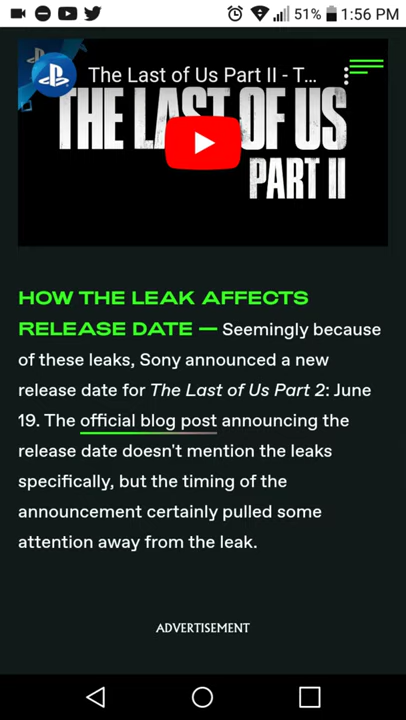 51% 1:56 PM
The Last of Us Part II - T...
THE LAST OF US
PART II
HOW THE LEAK AFFECTS
RELEASE DATE — Seemingly because
of these leaks, Sony announced a new
release date for The Last of Us Part 2: June
19. The official blog post announcing the
release date doesn't mention the leaks
specifically, but the timing of the
announcement certainly pulled some
attention away from the leak.
ADVERTISEMENT